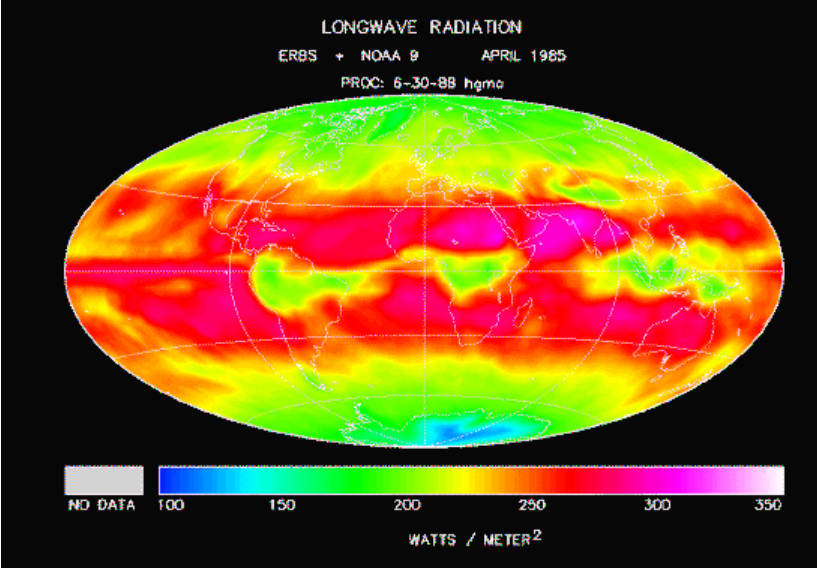 LONGWAVE RADIATION
ERBS + NOAA 9 APRIL 1985
PROC: 6-30-88 hgmo
NO DATA 100 150 200 250 300 350
WATTS / METER2